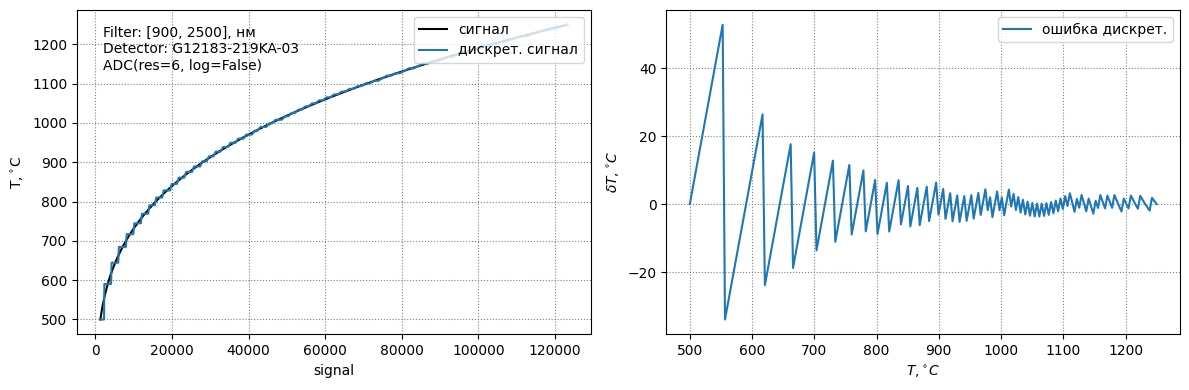 Filter: [900, 2500], нм
Detector: G12183-219KA-03
ADC(res=6, log=False)
сигнал
дискрет. сигнал
T, °C
1200
1100
1000
900
800
700
600
500
0 20000 40000 60000 80000 100000 120000
signal
ошибка дискрет.
δT, °C
40
20
0
−20
500 600 700 800 900 1000 1100 1200
T, °C